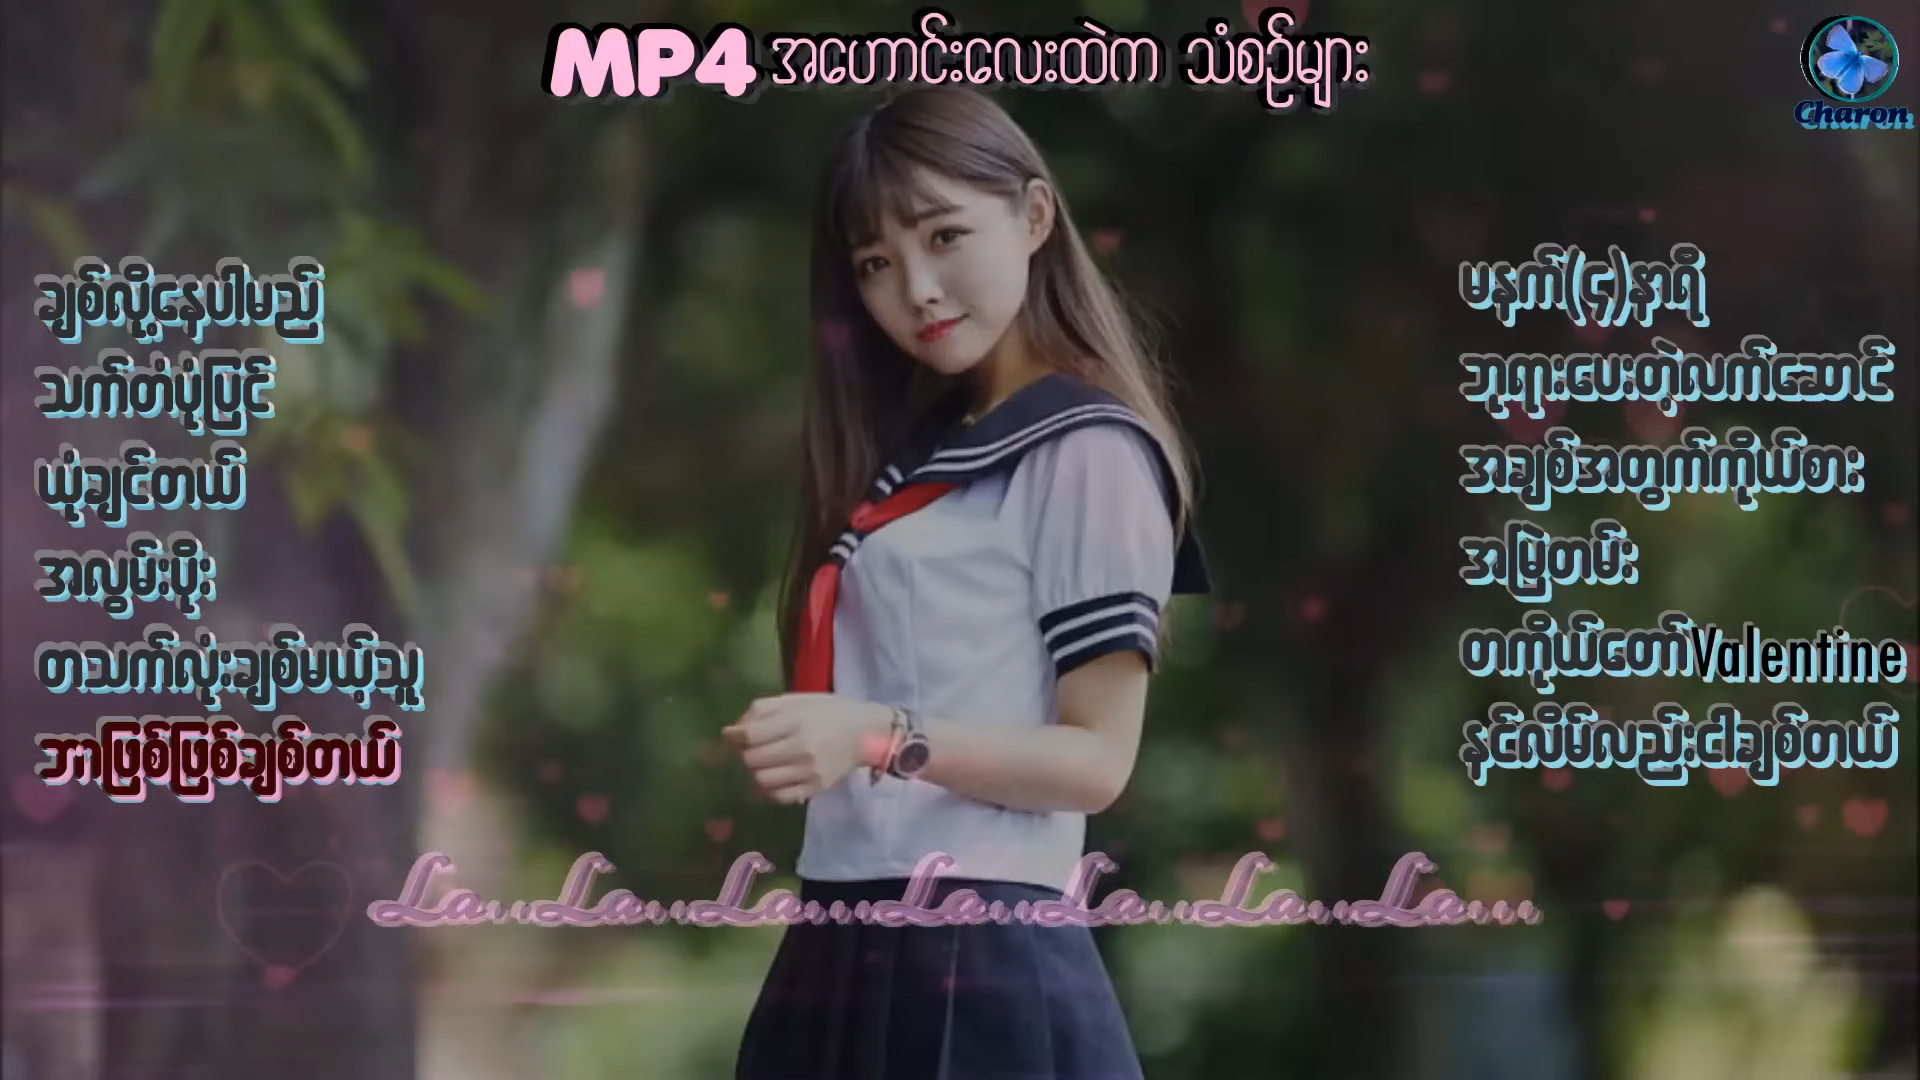 MP4 အဟောင်းလေးထဲက သံစဉ်များ
Charon
ချစ်လို့နေပါမည်
သက်တံပုံပြင်
ယုံချင်တယ်
အလွမ်းပိုး
တသက်လုံးချစ်မယ့်သူ
ဘာဖြစ်ဖြစ်ချစ်တယ်
မနက်(၄)နာရီ
ဘုရားပေးတဲ့လက်ဆောင်
အချစ်အတွက်ကိုယ်စား
အမြဲတမ်း
တကိုယ်တော်Valentine
နင်လိမ်လည်းငါချစ်တယ်
La...La...La....La...La...La...La...